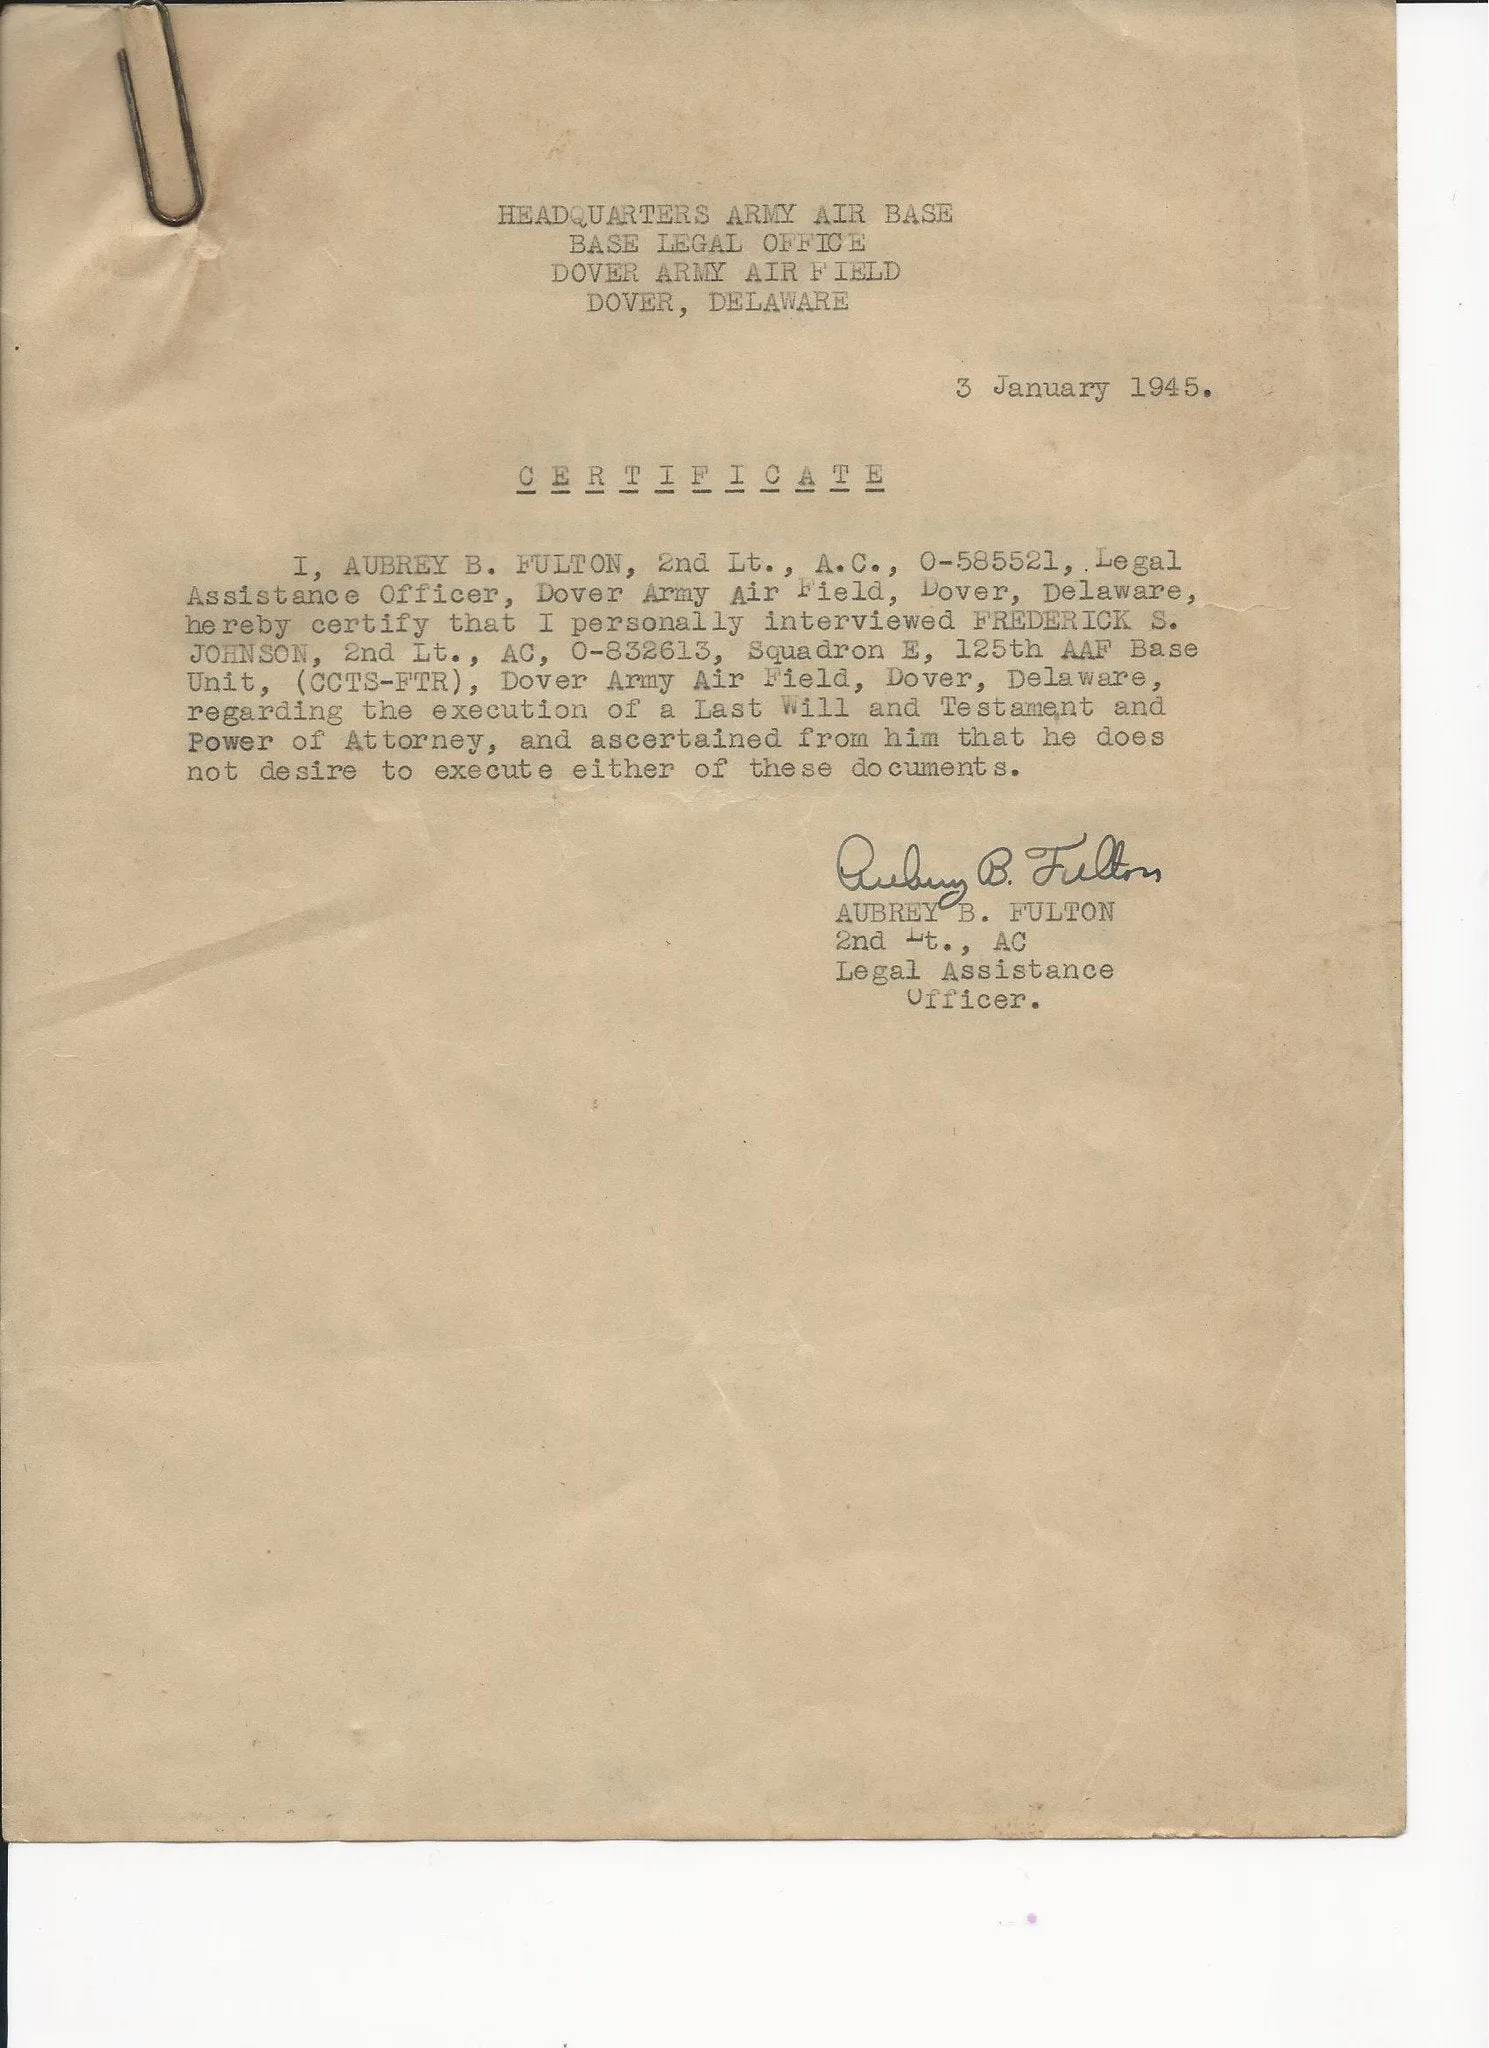 HEADQUARTERS ARMY AIR BASE
BASE LEGAL OFFICE
DOVER ARMY AIR FIELD
DOVER, DELAWARE
3 January 1945.
C E R T I F I C A T E
I, AUBREY B. FULTON, 2nd Lt., A.C., O-585521, Legal
Assistance Officer, Dover Army Air Field, Dover, Delaware,
hereby certify that I personally interviewed FREDERICK S.
JOHNSON, 2nd Lt., AC, O-832613, Squadron E, 125th AAF Base
Unit, (CCTS-FTR), Dover Army Air Field, Dover, Delaware,
regarding the execution of a Last Will and Testament and
Power of Attorney, and ascertained from him that he does
not desire to execute either of these documents.
Aubrey B. Fulton
AUBREY B. FULTON
2nd Lt., AC
Legal Assistance
Officer.